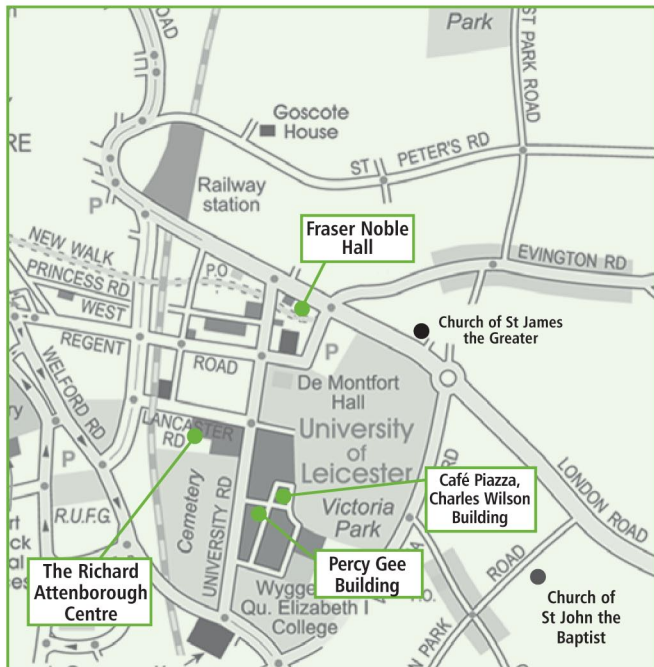 Park
ST PARK ROAD
Goscote
House
ST PETER'S RD
Railway
station
P
Fraser Noble
Hall
NEW WALK
P.O
PRINCESS RD
EVINGTON RD
WEST
Church of St James
the Greater
REGENT
ROAD
De Montfort
Hall
WELFORD RD
LANCASTER
RD
University
of
Leicester
RD
LONDON ROAD
P
Cemetery
UNIVERSITY RD
Victoria
Park
Café Piazza,
Charles Wilson
Building
R.U.F.G.
The Richard
Attenborough
Centre
Percy Gee
Building
ROAD
Wygge
Qu. Elizabeth I
College
Church of
St John the
Baptist
PARK